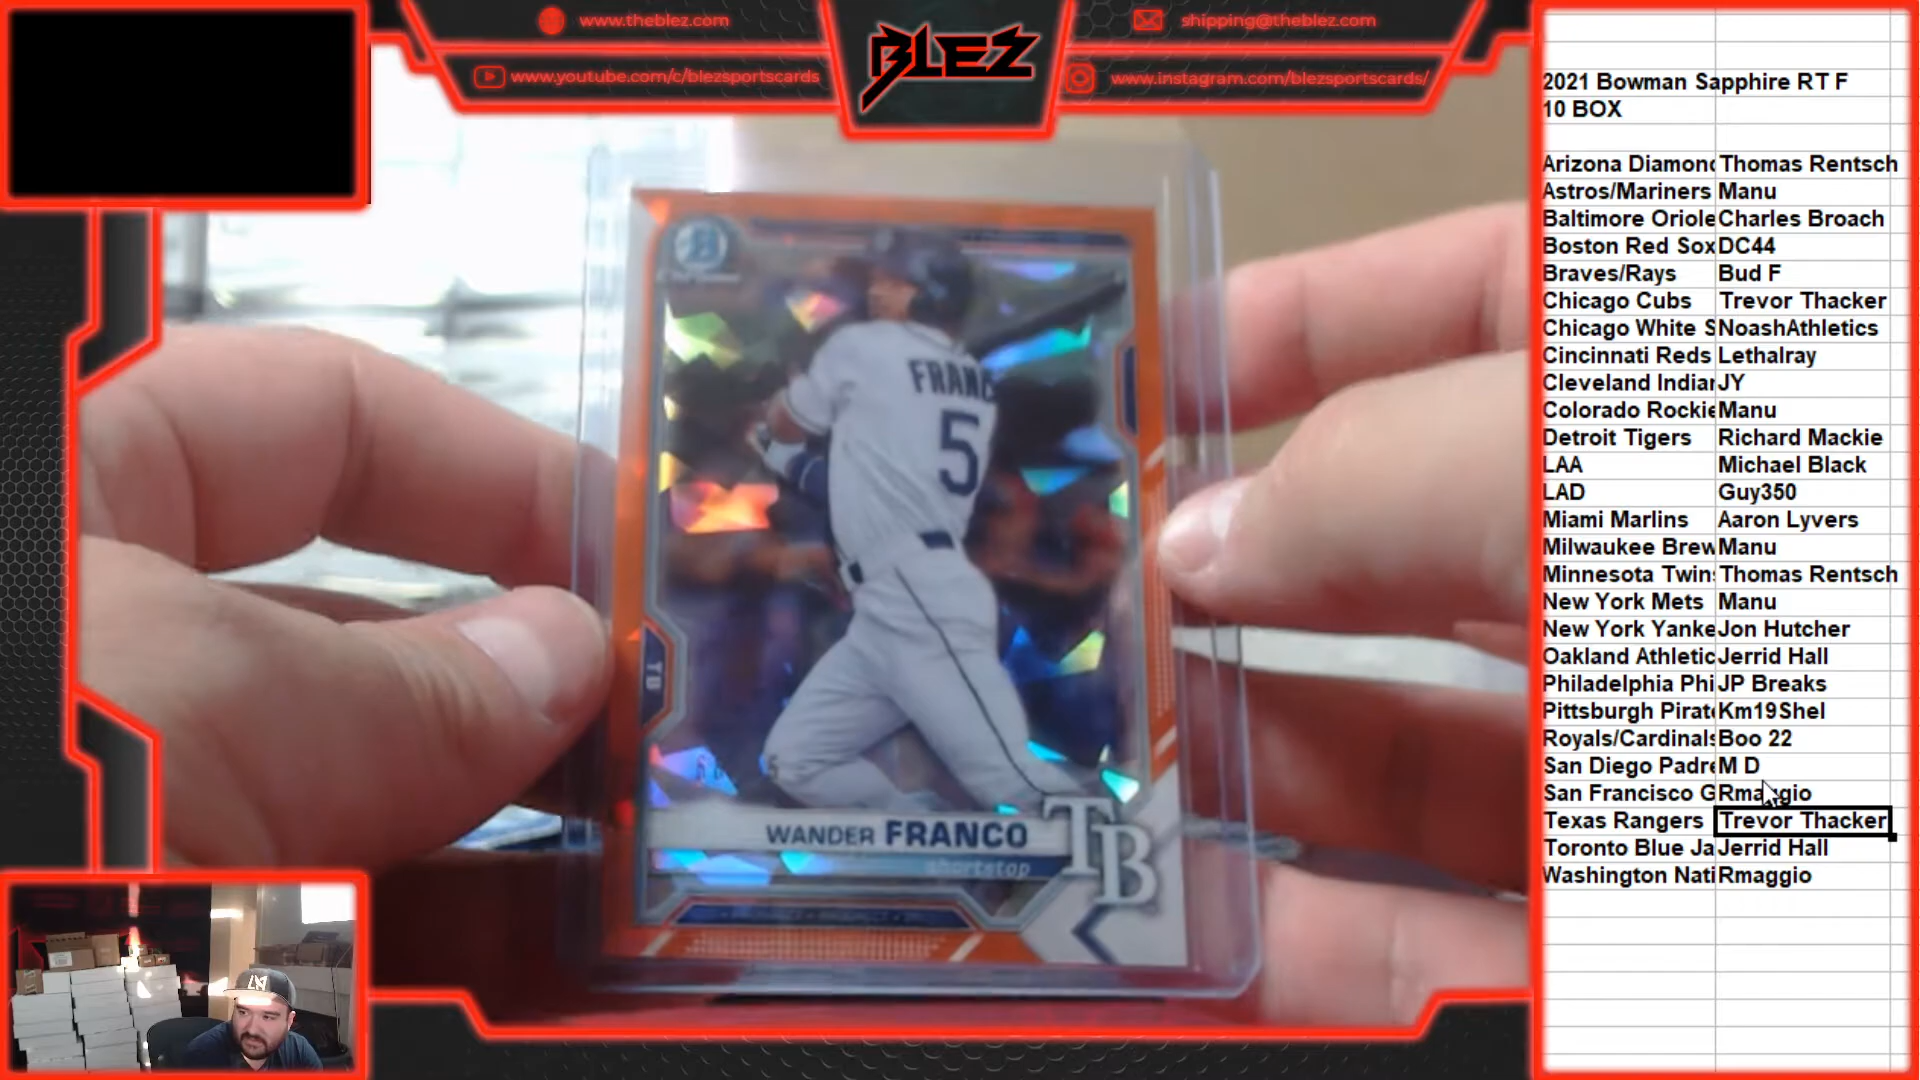 www.theblez.com
shipping@theblez.com
BLEZ
www.youtube.com/c/blezsportscards
www.instagram.com/blezsportscards/
FRANC
5
TB
WANDER FRANCO
shortstop
TB
2021 Bowman Sapphire RT F
10 BOX
Arizona Diamond Thomas Rentsch
Astros/Mariners Manu
Baltimore Oriole Charles Broach
Boston Red Sox DC44
Braves/Rays Bud F
Chicago Cubs Trevor Thacker
Chicago White S NoashAthletics
Cincinnati Reds Lethalray
Cleveland Indian JY
Colorado Rockie Manu
Detroit Tigers Richard Mackie
LAA Michael Black
LAD Guy350
Miami Marlins Aaron Lyvers
Milwaukee Brew Manu
Minnesota Twins Thomas Rentsch
New York Mets Manu
New York Yanke Jon Hutcher
Oakland Athletic Jerrid Hall
Philadelphia Phi JP Breaks
Pittsburgh Pirate Km19Shel
Royals/Cardinals Boo 22
San Diego Padre M D
San Francisco G Rmaggio
Texas Rangers Trevor Thacker
Toronto Blue Ja Jerrid Hall
Washington Nati Rmaggio